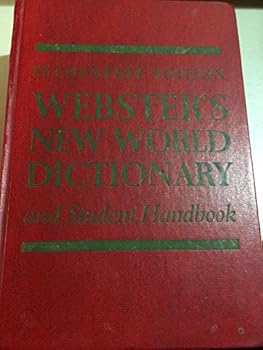 ELEMENTARY EDITION
WEBSTER'S
NEW WORLD
DICTIONARY
and Student Handbook